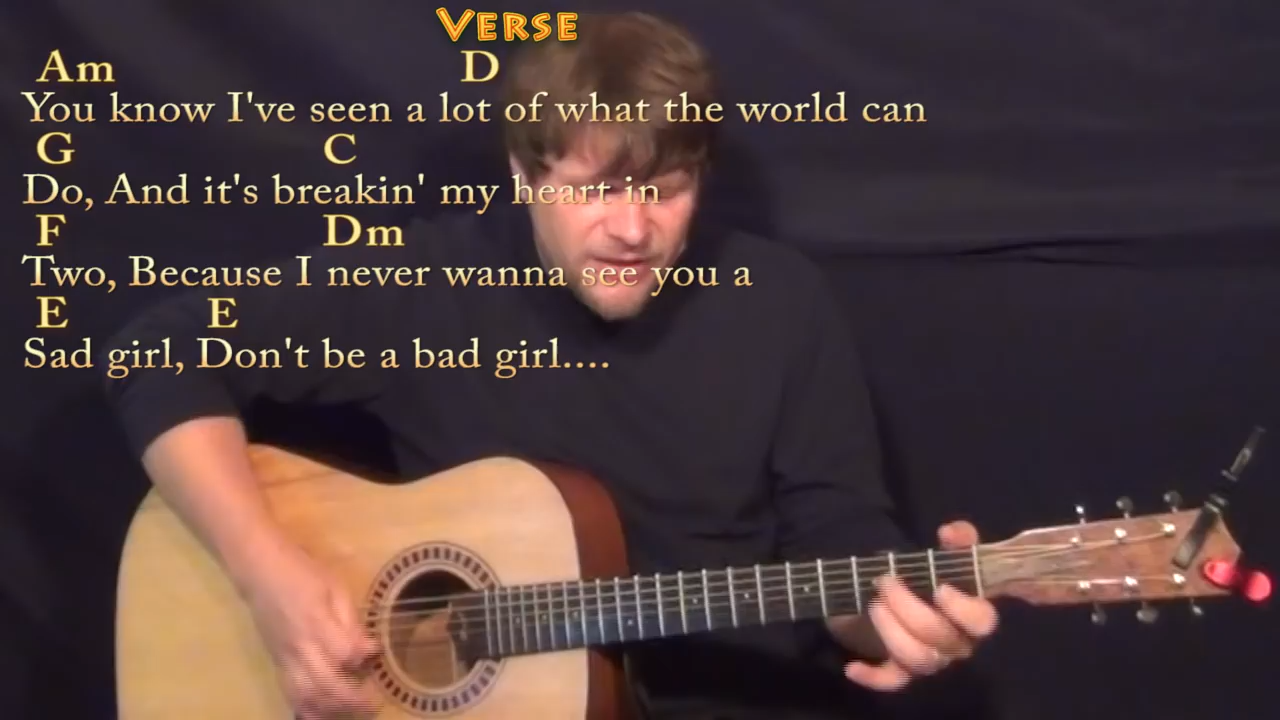 VERSE
Am D
You know I've seen a lot of what the world can
G C
Do, And it's breakin' my heart in
F Dm
Two, Because I never wanna see you a
E E
Sad girl, Don't be a bad girl....